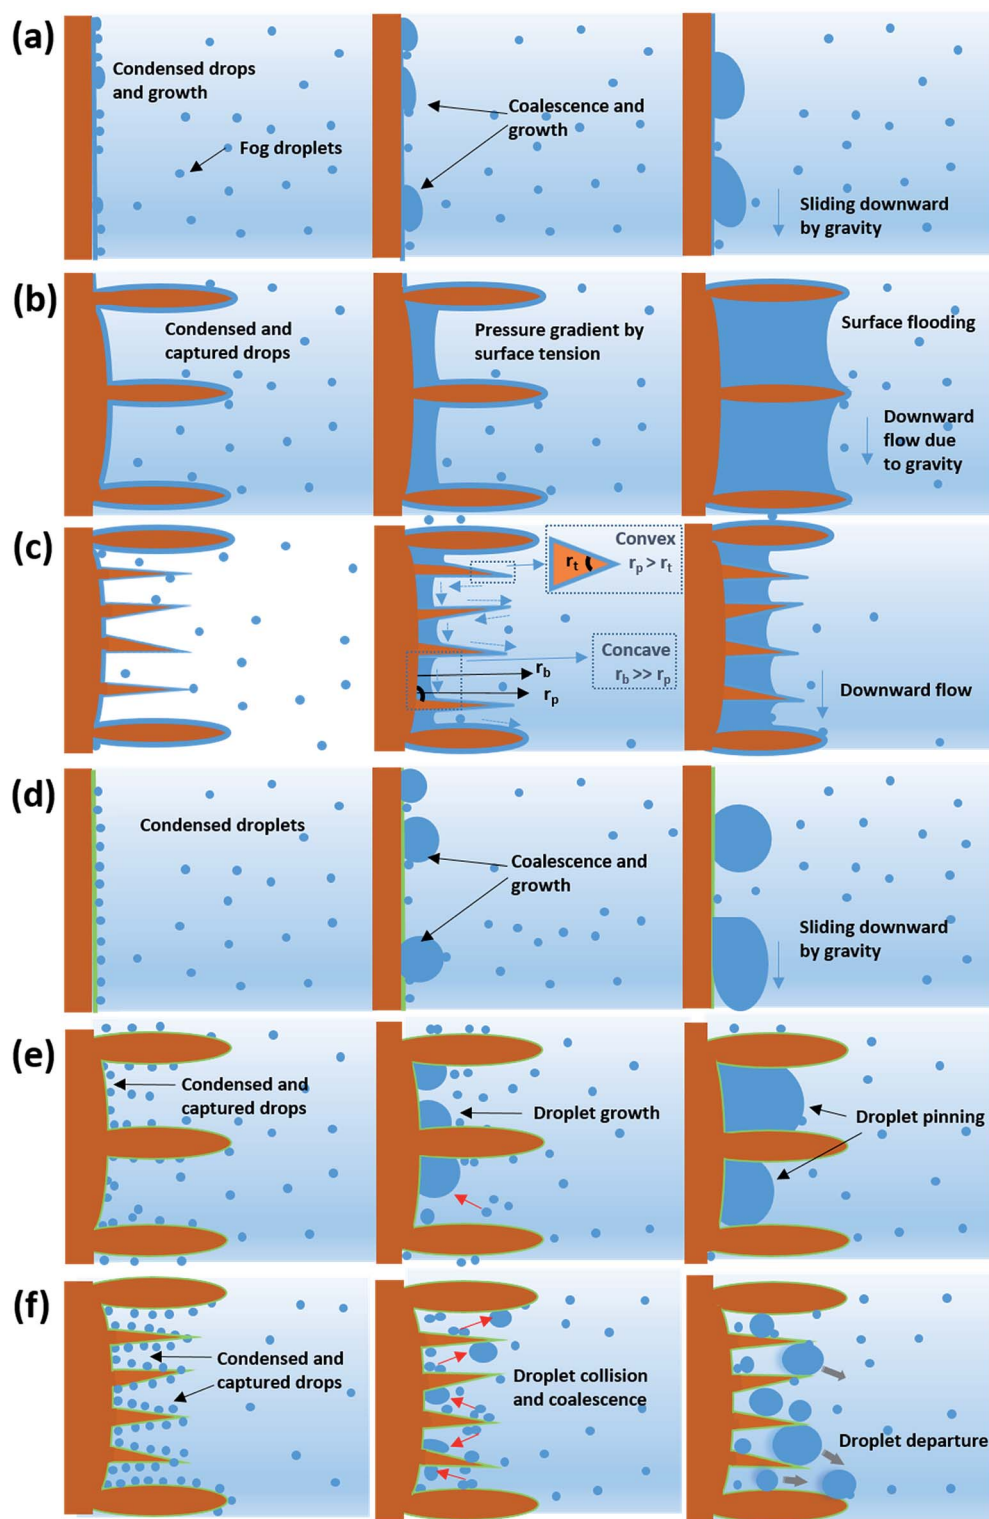 (a)
Condensed drops
and growth
Fog droplets
Coalescence and
growth
Sliding downward
by gravity
(b)
Condensed and
captured drops
Pressure gradient by
surface tension
Surface flooding
Downward
flow due
to gravity
(c)
rt
Convex
rp > rt
Concave
rb >> rp
rb
rp
Downward flow
(d)
Condensed droplets
Coalescence and
growth
Sliding downward
by gravity
(e)
Condensed and
captured drops
Droplet growth
Droplet pinning
(f)
Condensed and
captured drops
Droplet collision
and coalescence
Droplet departure